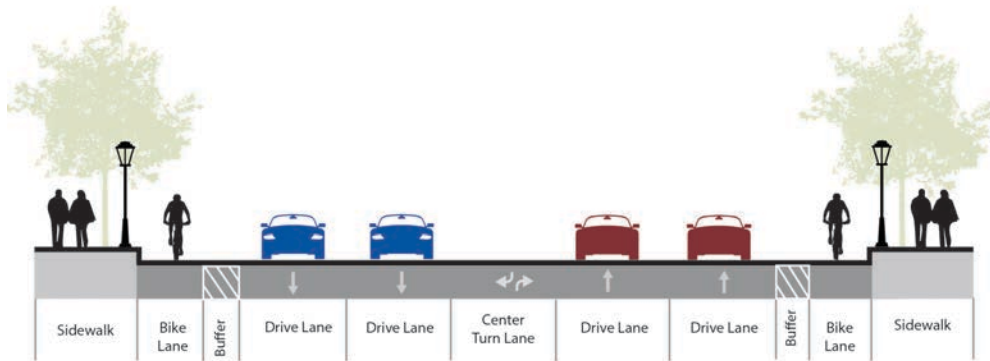 Sidewalk
Bike
Lane
Buffer
Drive Lane
Drive Lane
Center
Turn Lane
Drive Lane
Drive Lane
Buffer
Bike
Lane
Sidewalk